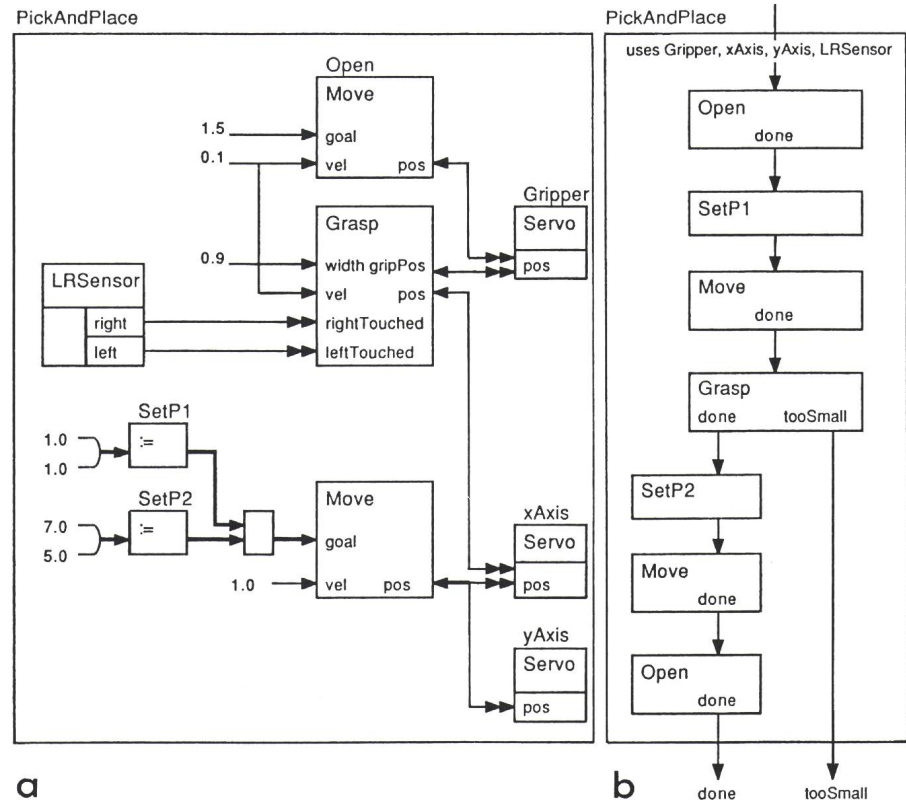 PickAndPlace
Open
Move
1.5
goal
0.1
vel
pos
Gripper
Grasp
Servo
0.9
width gripPos
pos
LRSensor
vel
pos
right
rightTouched
left
leftTouched
SetP1
1.0
:=
1.0
SetP2
Move
xAxis
7.0
:=
Servo
5.0
goal
1.0
vel
pos
pos
yAxis
Servo
pos
a
PickAndPlace
uses Gripper, xAxis, yAxis, LRSensor
Open
done
SetP1
Move
done
Grasp
done tooSmall
SetP2
Move
done
Open
done
b
done tooSmall